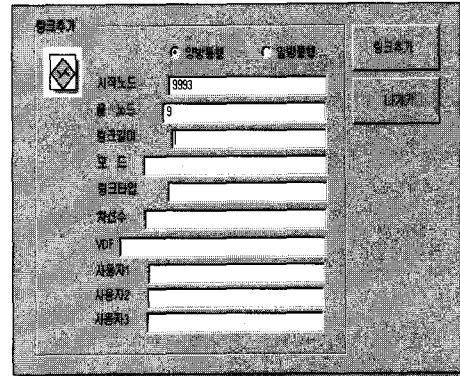 링크추가
양방통행 일방통행
링크추가
시작노드 9993
나가기
끝 노드 9
링크길이
모 드
링크타입
차선수
VDF
사용자1
사용자2
사용자3